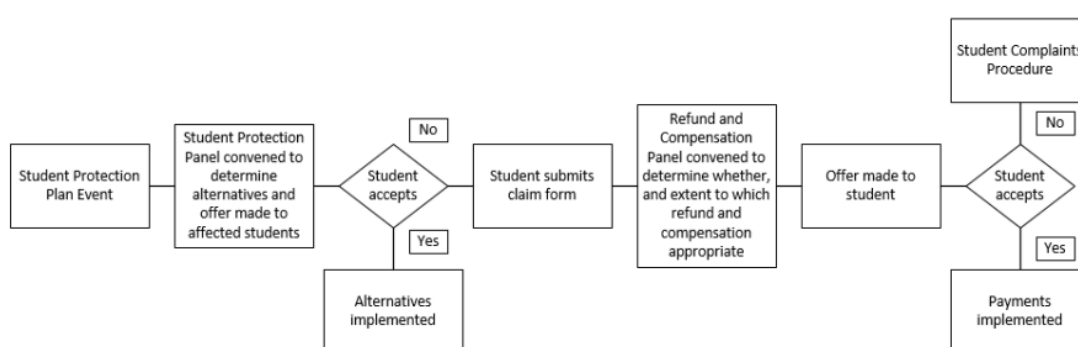 Student Protection
Plan Event
Student Protection
Panel convened to
determine
alternatives and
offer made to
affected students
No
Student
accepts
Yes
Alternatives
implemented
Student submits
claim form
Refund and
Compensation
Panel convened to
determine whether,
and extent to which
refund and
compensation
appropriate
Offer made to
student
Student Complaints
Procedure
No
Student
accepts
Yes
Payments
implemented